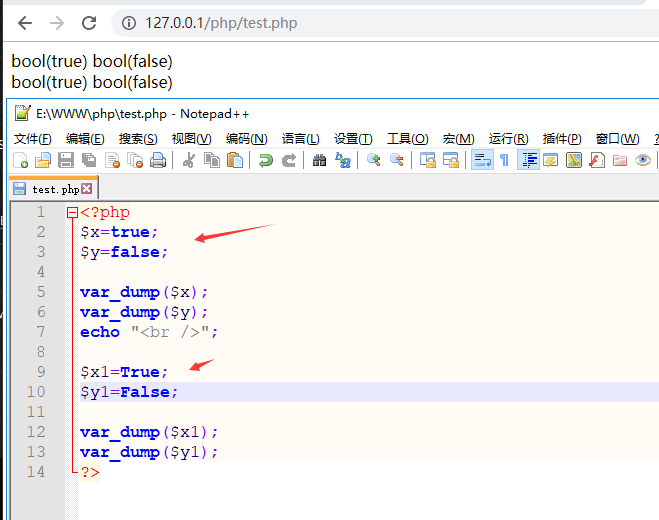 127.0.0.1/php/test.php
bool(true) bool(false)
bool(true) bool(false)
E:\WWW\php\test.php - Notepad++
文件(F) 编辑(E) 搜索(S) 视图(V) 编码(N) 语言(L) 设置(T) 工具(O) 宏(M) 运行(R) 插件(P) 窗口(W) ?
test.php
1 <?php
2 $x=true;
3 $y=false;
4
5 var_dump($x);
6 var_dump($y);
7 echo "<br />";
8
9 $x1=True;
10 $y1=False;
11
12 var_dump($x1);
13 var_dump($y1);
14 ?>